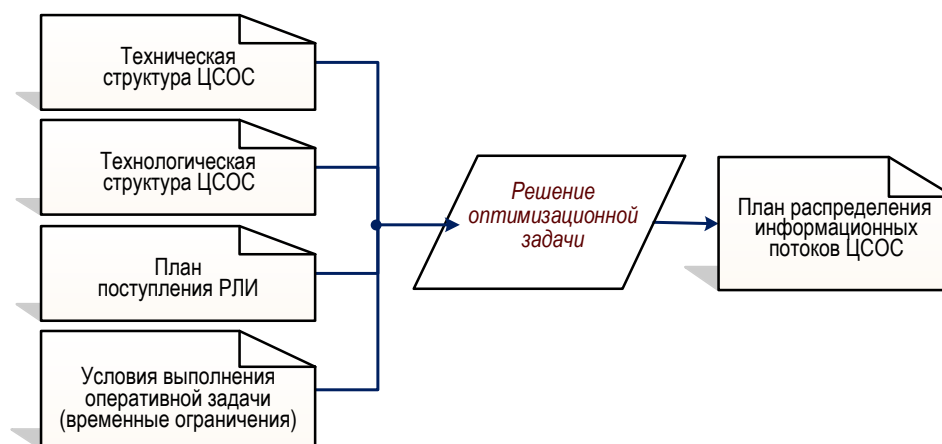 Техническая
структура ЦСОС
Технологическая
структура ЦСОС
План
поступления РЛИ
Условия выполнения
оперативной задачи
(временные ограничения)
Решение
оптимизационной
задачи
План распределения
информационных
потоков ЦСОС